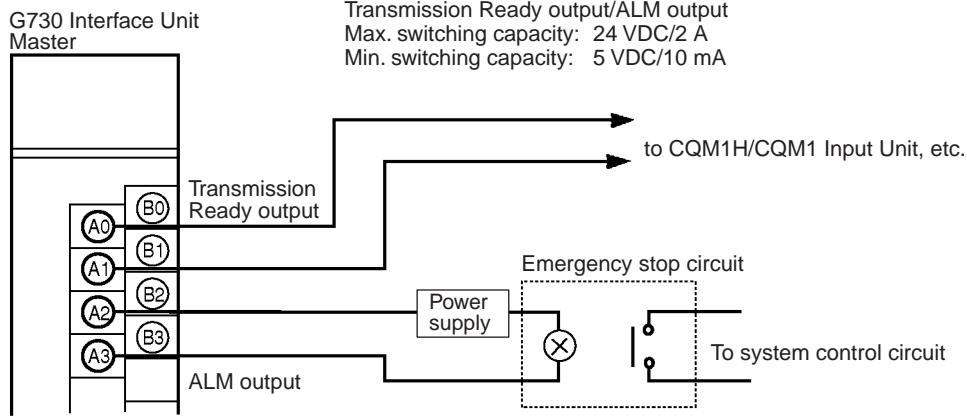 Transmission Ready output/ALM output
Max. switching capacity: 24 VDC/2 A
Min. switching capacity: 5 VDC/10 mA
G730 Interface Unit
Master
to CQM1H/CQM1 Input Unit, etc.
Transmission
Ready output
B0
A0
B1
A1
B2
A2
B3
A3
Emergency stop circuit
Power
supply
To system control circuit
ALM output